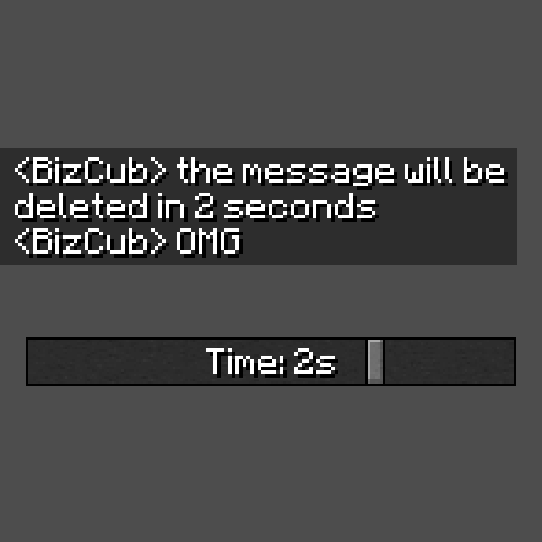 <BizCub> the message will be
deleted in 2 seconds
<BizCub> OMG
Time: 2s